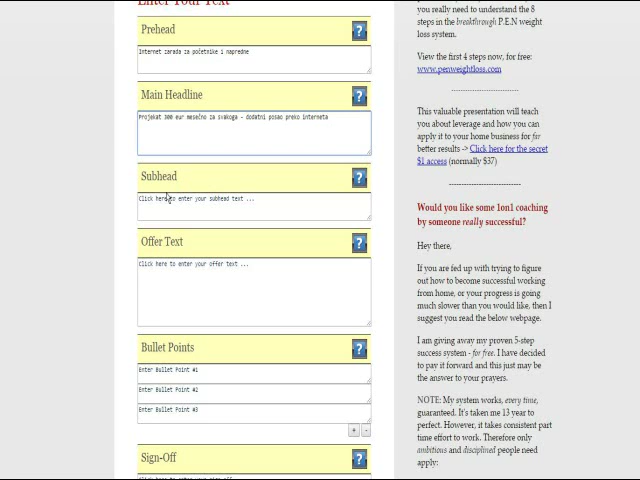 Enter Your Text
Prehead
?
Internet zarada za početnike i napredne
Main Headline
?
Projekat 300 eur mesečno za svakoga - dodatni posao preko interneta
Subhead
?
Click here to enter your subhead text ...
Offer Text
?
Click here to enter your offer text ...
Bullet Points
?
Enter Bullet Point #1
Enter Bullet Point #2
Enter Bullet Point #3
+ -
Sign-Off
?
Click here to enter your sign off
you really need to understand the 8
steps in the breakthrough P.E.N weight
loss system.
View the first 4 steps now, for free:
www.penweightloss.com
----------------------------
This valuable presentation will teach
you about leverage and how you can
apply it to your home business for far
better results -> Click here for the secret
$1 access (normally $37)
----------------------------
Would you like some 1on1 coaching
by someone really successful?
Hey there,
If you are fed up with trying to figure
out how to become successful working
from home, or your progress is going
much slower than you would like, then I
suggest you read the below webpage.
I am giving away my proven 5-step
success system - for free. I have decided
to pay it forward and this just may be
the answer to your prayers.
NOTE: My system works, every time,
guaranteed. It's taken me 13 year to
perfect. However, it takes consistent part
time effort to work. Therefore only
ambitious and disciplined people need
apply: